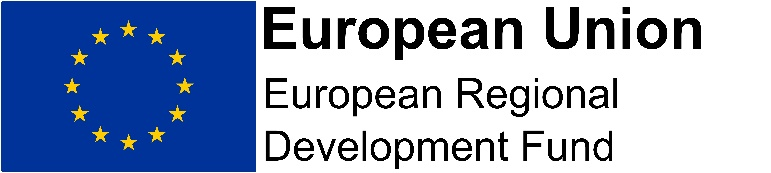 European Union
European Regional
Development Fund